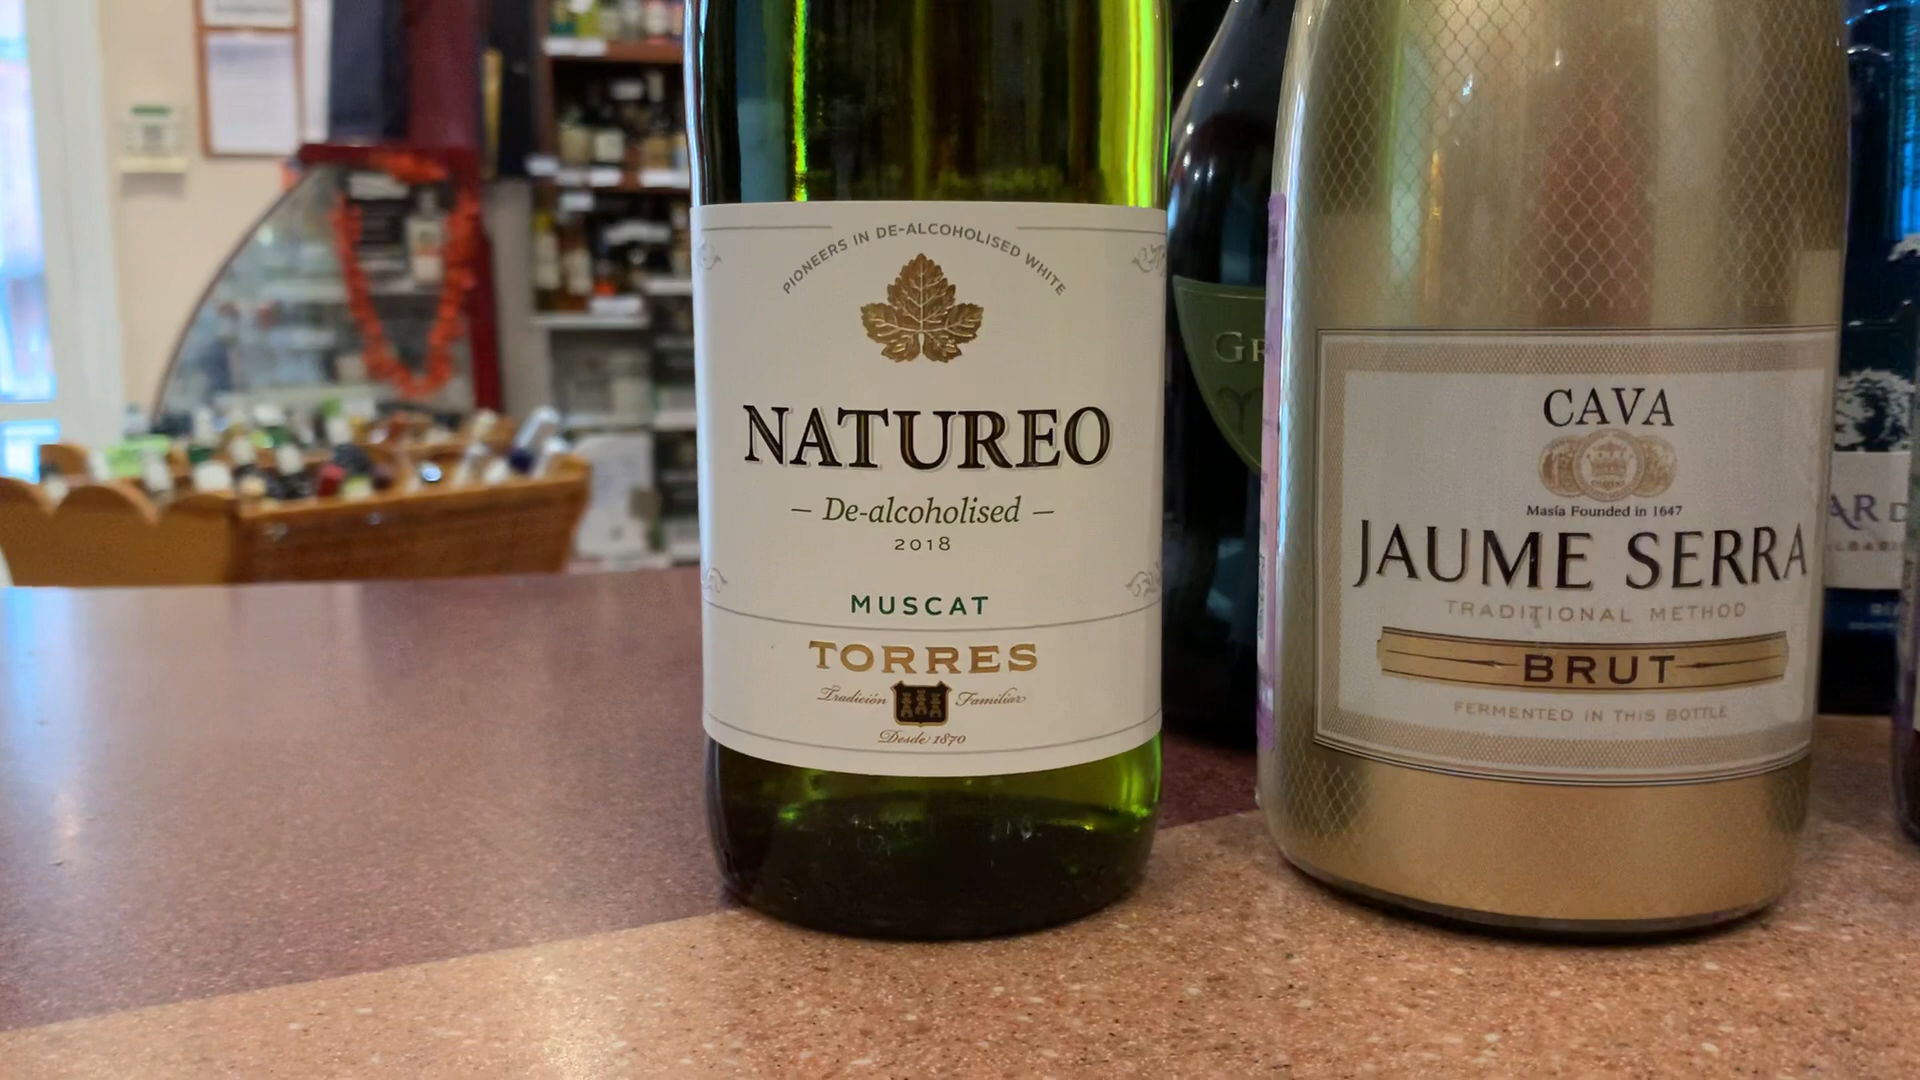 PIONEERS IN DE-ALCOHOLISED WHITE
NATUREO
— De-alcoholised —
2018
MUSCAT
TORRES
Tradición Familiar
Desde 1870
CAVA
Masía Founded in 1647
JAUME SERRA
TRADITIONAL METHOD
BRUT
FERMENTED IN THIS BOTTLE